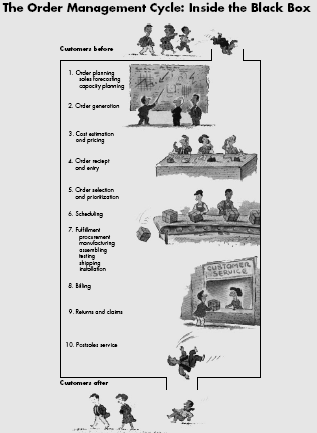 The Order Management Cycle: Inside the Black Box
Customers before
1. Order planning
sales forecasting
capacity planning
2. Order generation
3. Cost estimation
and pricing
4. Order reciept
and entry
5. Order selection
and prioritization
6. Scheduling
7. Fulfillment
procurement
manufacturing
assembling
testing
shipping
installation
CUSTOMER
SERVICE
8. Billing
9. Returns and claims
10. Postsales service
Customers after